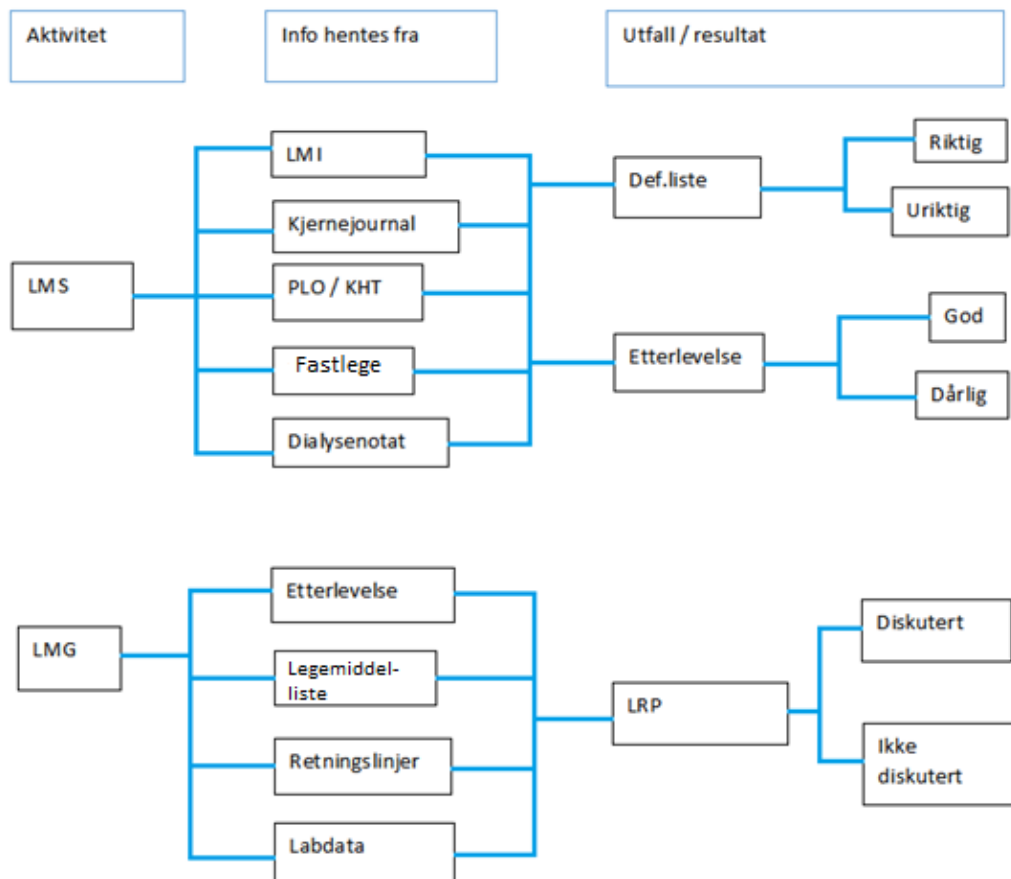 Aktivitet
Info hentes fra
Utfall / resultat
LMS
LMI
Kjernejournal
PLO / KHT
Fastlege
Dialysenotat
Def.liste
Riktig
Uriktig
Etterlevelse
God
Dårlig
LMG
Etterlevelse
Legemiddel-
liste
Retningslinjer
Labdata
LRP
Diskutert
Ikke
diskutert